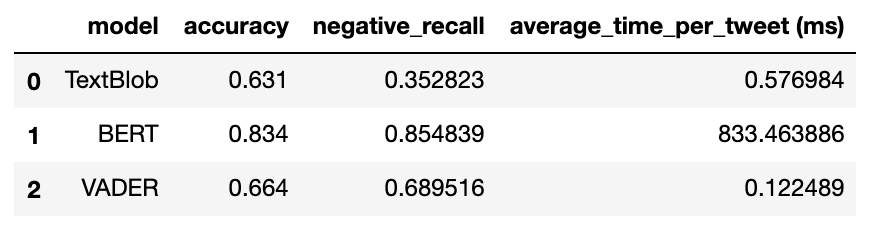 model accuracy negative_recall average_time_per_tweet (ms)
0 TextBlob 0.631 0.352823 0.576984
1 BERT 0.834 0.854839 833.463886
2 VADER 0.664 0.689516 0.122489